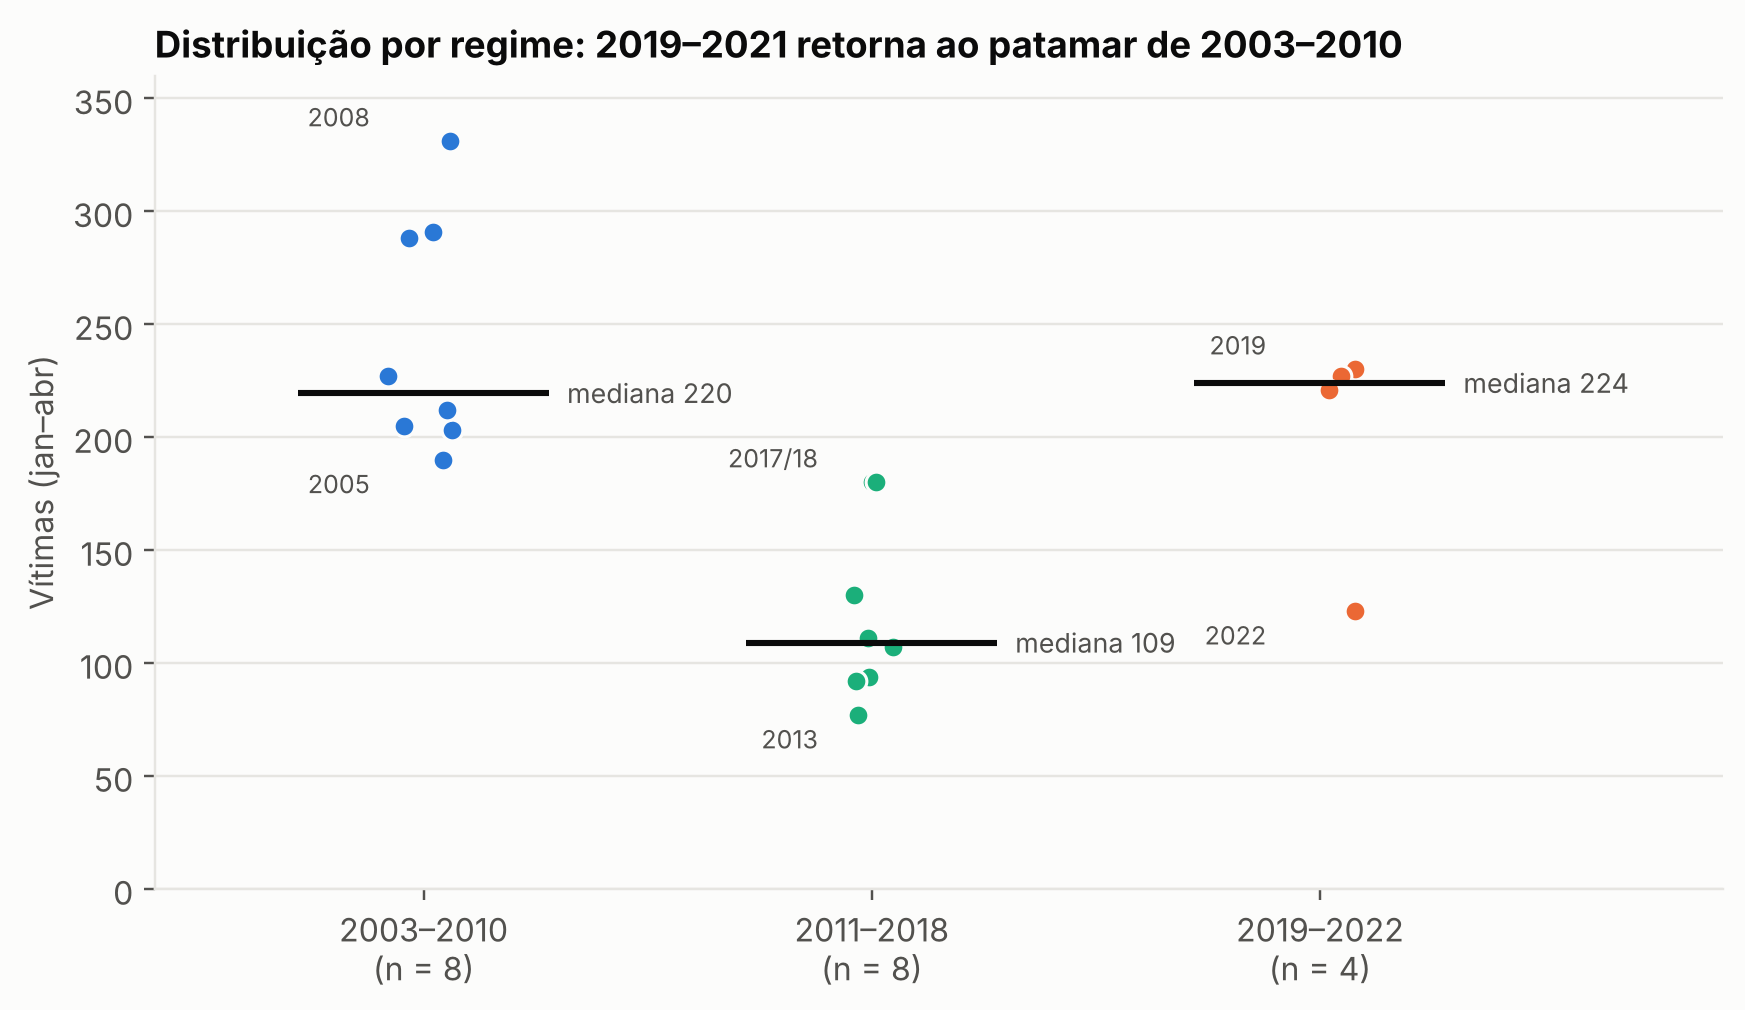 Distribuição por regime: 2019–2021 retorna ao patamar de 2003–2010
Vítimas (jan–abr)
350
300
250
200
150
100
50
0
2008
mediana 220
2005
2017/18
mediana 109
2013
2019
mediana 224
2022
2003–2010
(n = 8)
2011–2018
(n = 8)
2019–2022
(n = 4)